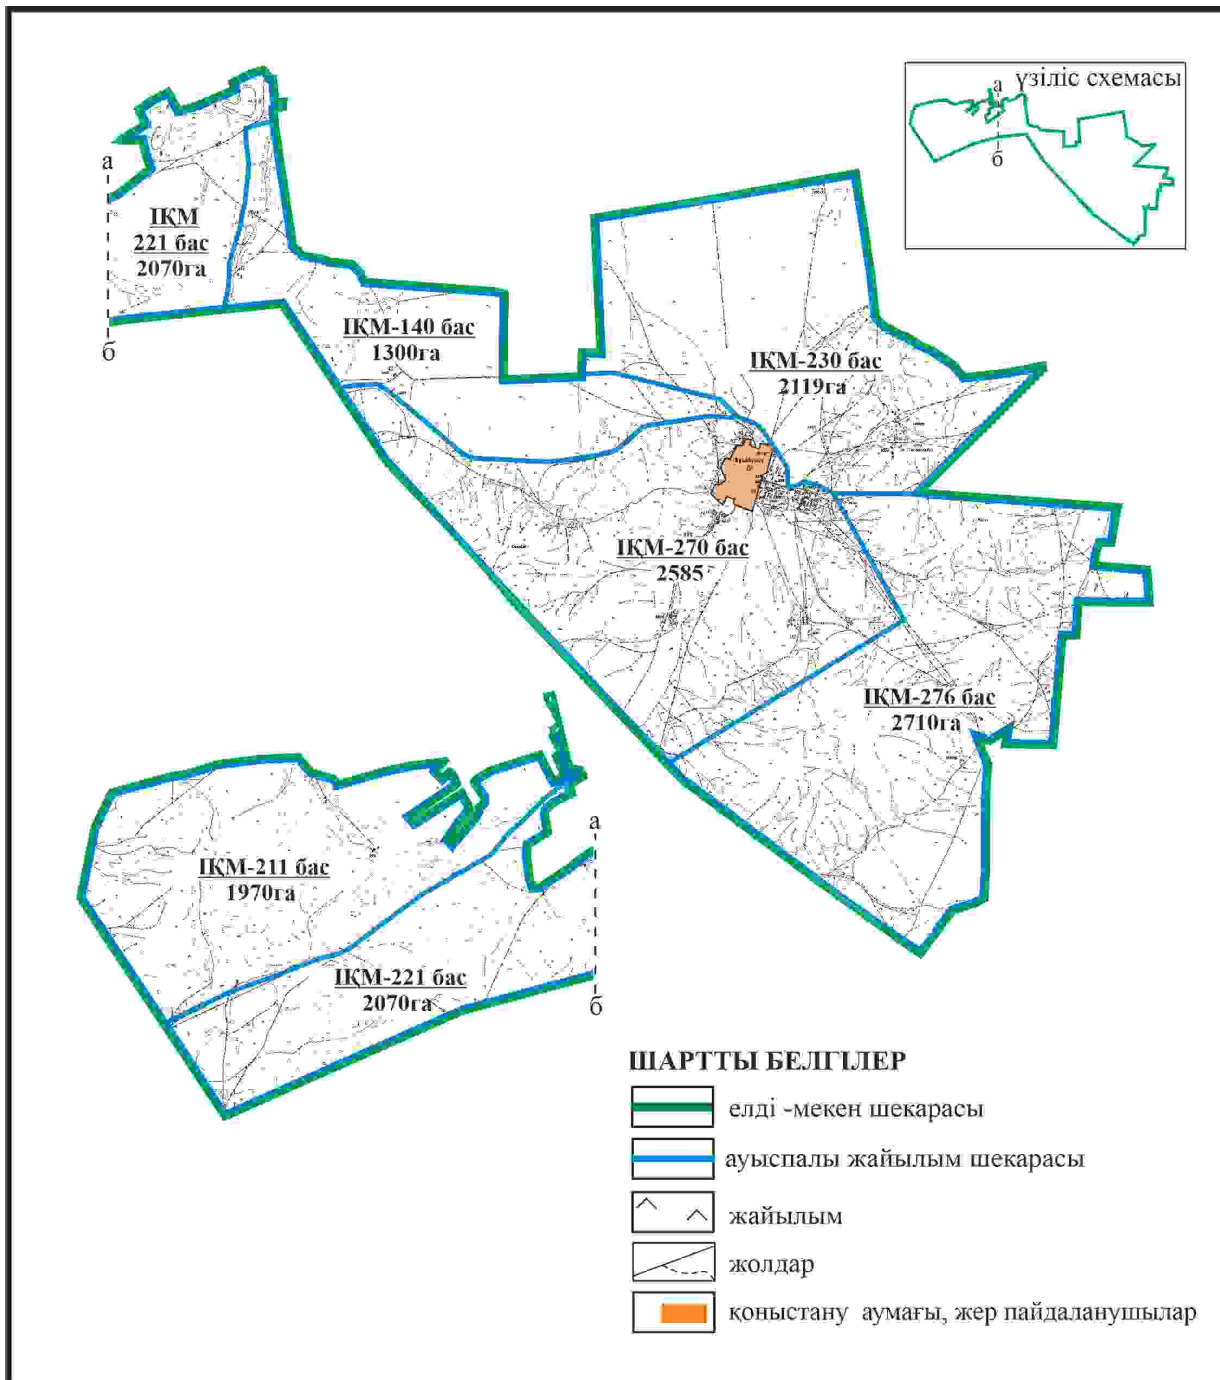 үзіліс схемасы
а
б
а
ІҚМ
221 бас
2070га
б
ІҚМ-140 бас
1300га
ІҚМ-230 бас
2119га
ІҚМ-270 бас
2585
ІҚМ-276 бас
2710га
а
ІҚМ-211 бас
1970га
ІҚМ-221 бас
2070га
б
ШАРТТЫ БЕЛГІЛЕР
елді -мекен шекарасы
ауыспалы жайылым шекарасы
жайылым
жолдар
қоныстану аумағы, жер пайдаланушылар